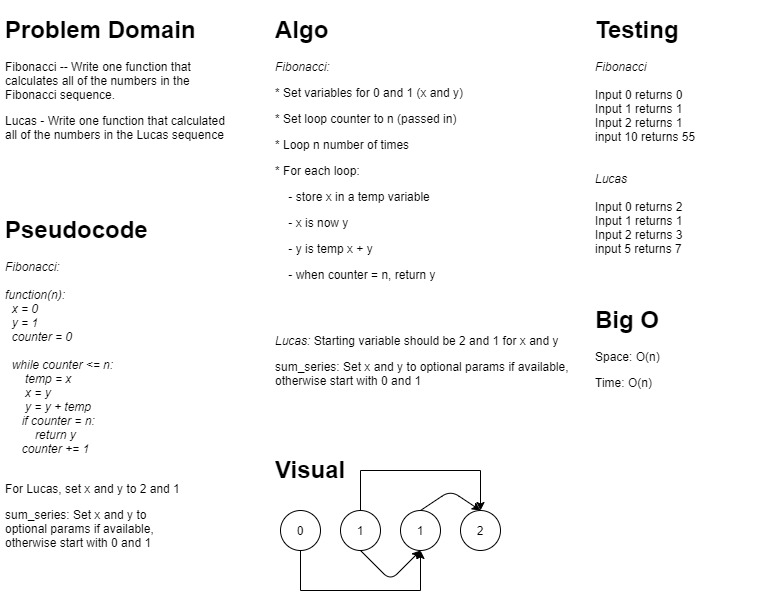 Problem Domain
Fibonacci -- Write one function that
calculates all of the numbers in the
Fibonacci sequence.
Lucas - Write one function that calculated
all of the numbers in the Lucas sequence
Pseudocode
Fibonacci:
function(n):
x = 0
y = 1
counter = 0
while counter <= n:
temp = x
x = y
y = y + temp
if counter = n:
return y
counter += 1
For Lucas, set x and y to 2 and 1
sum_series: Set x and y to
optional params if available,
otherwise start with 0 and 1
Algo
Fibonacci:
* Set variables for 0 and 1 (x and y)
* Set loop counter to n (passed in)
* Loop n number of times
* For each loop:
- store x in a temp variable
- x is now y
- y is temp x + y
- when counter = n, return y
Lucas: Starting variable should be 2 and 1 for x and y
sum_series: Set x and y to optional params if available,
otherwise start with 0 and 1
Visual
0 1 1 2
Testing
Fibonacci
Input 0 returns 0
Input 1 returns 1
Input 2 returns 1
input 10 returns 55
Lucas
Input 0 returns 2
Input 1 returns 1
Input 2 returns 3
input 5 returns 7
Big O
Space: O(n)
Time: O(n)